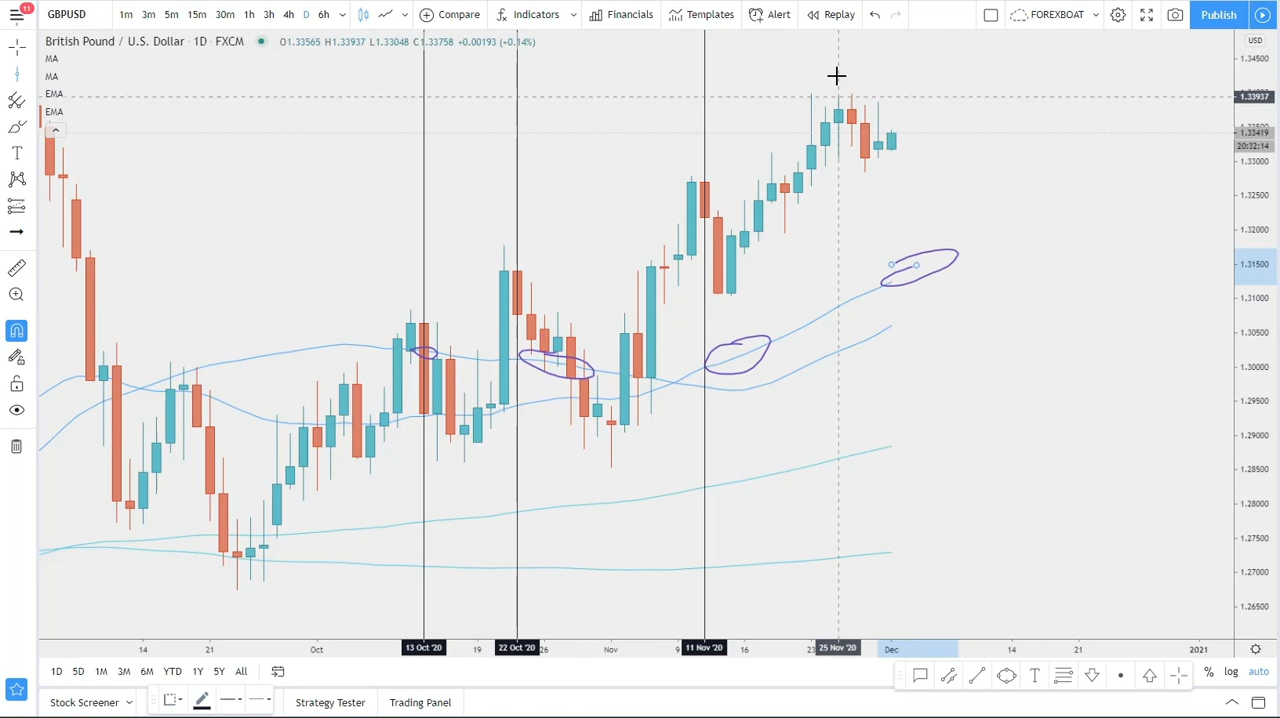 11
GBPUSD 1m 3m 5m 15m 30m 1h 3h 4h D 6h Compare Indicators Financials Templates Alert Replay FOREXBOAT Publish
British Pound / U.S. Dollar · 1D · FXCM O1.33565 H1.33937 L1.33048 C1.33758 +0.00193 (+0.14%) USD
MA
MA
EMA
EMA
1.34500
1.33937
1.33419
20:32:14
1.33000
1.32500
1.32000
1.31500
1.31000
1.30500
1.30000
1.29500
1.29000
1.28500
1.28000
1.27500
1.27000
1.26500
14 21 Oct 13 Oct '20 19 22 Oct '20 26 Nov 9 11 Nov '20 16 23 25 Nov '20 Dec 14 21 2021
1D 5D 1M 3M 6M YTD 1Y 5Y All T % log auto
Stock Screener Strategy Tester Trading Panel